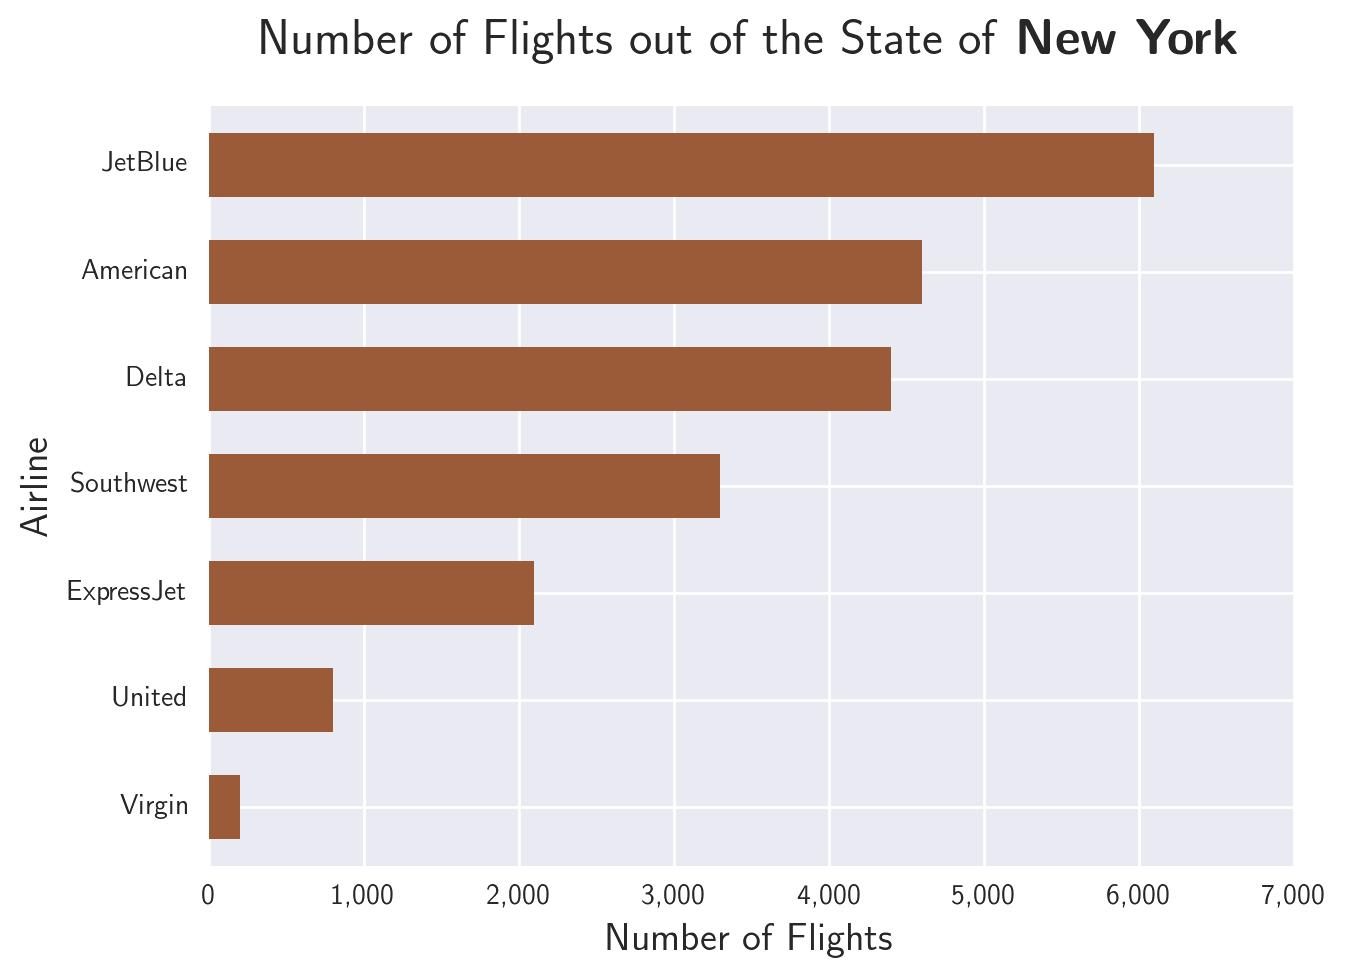 Number of Flights out of the State of New York
JetBlue
American
Delta
Southwest
ExpressJet
United
Virgin
Airline
0 1,000 2,000 3,000 4,000 5,000 6,000 7,000
Number of Flights